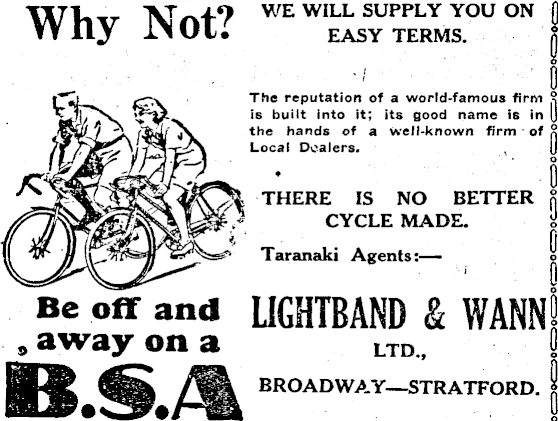 Why Not?
Be off and
away on a
B.S.A
WE WILL SUPPLY YOU ON
EASY TERMS.
The reputation of a world-famous firm
is built into it; its good name is in
the hands of a well-known firm of
Local Dealers.
THERE IS NO BETTER
CYCLE MADE.
Taranaki Agents:—
LIGHTBAND & WANN
LTD.,
BROADWAY—STRATFORD.